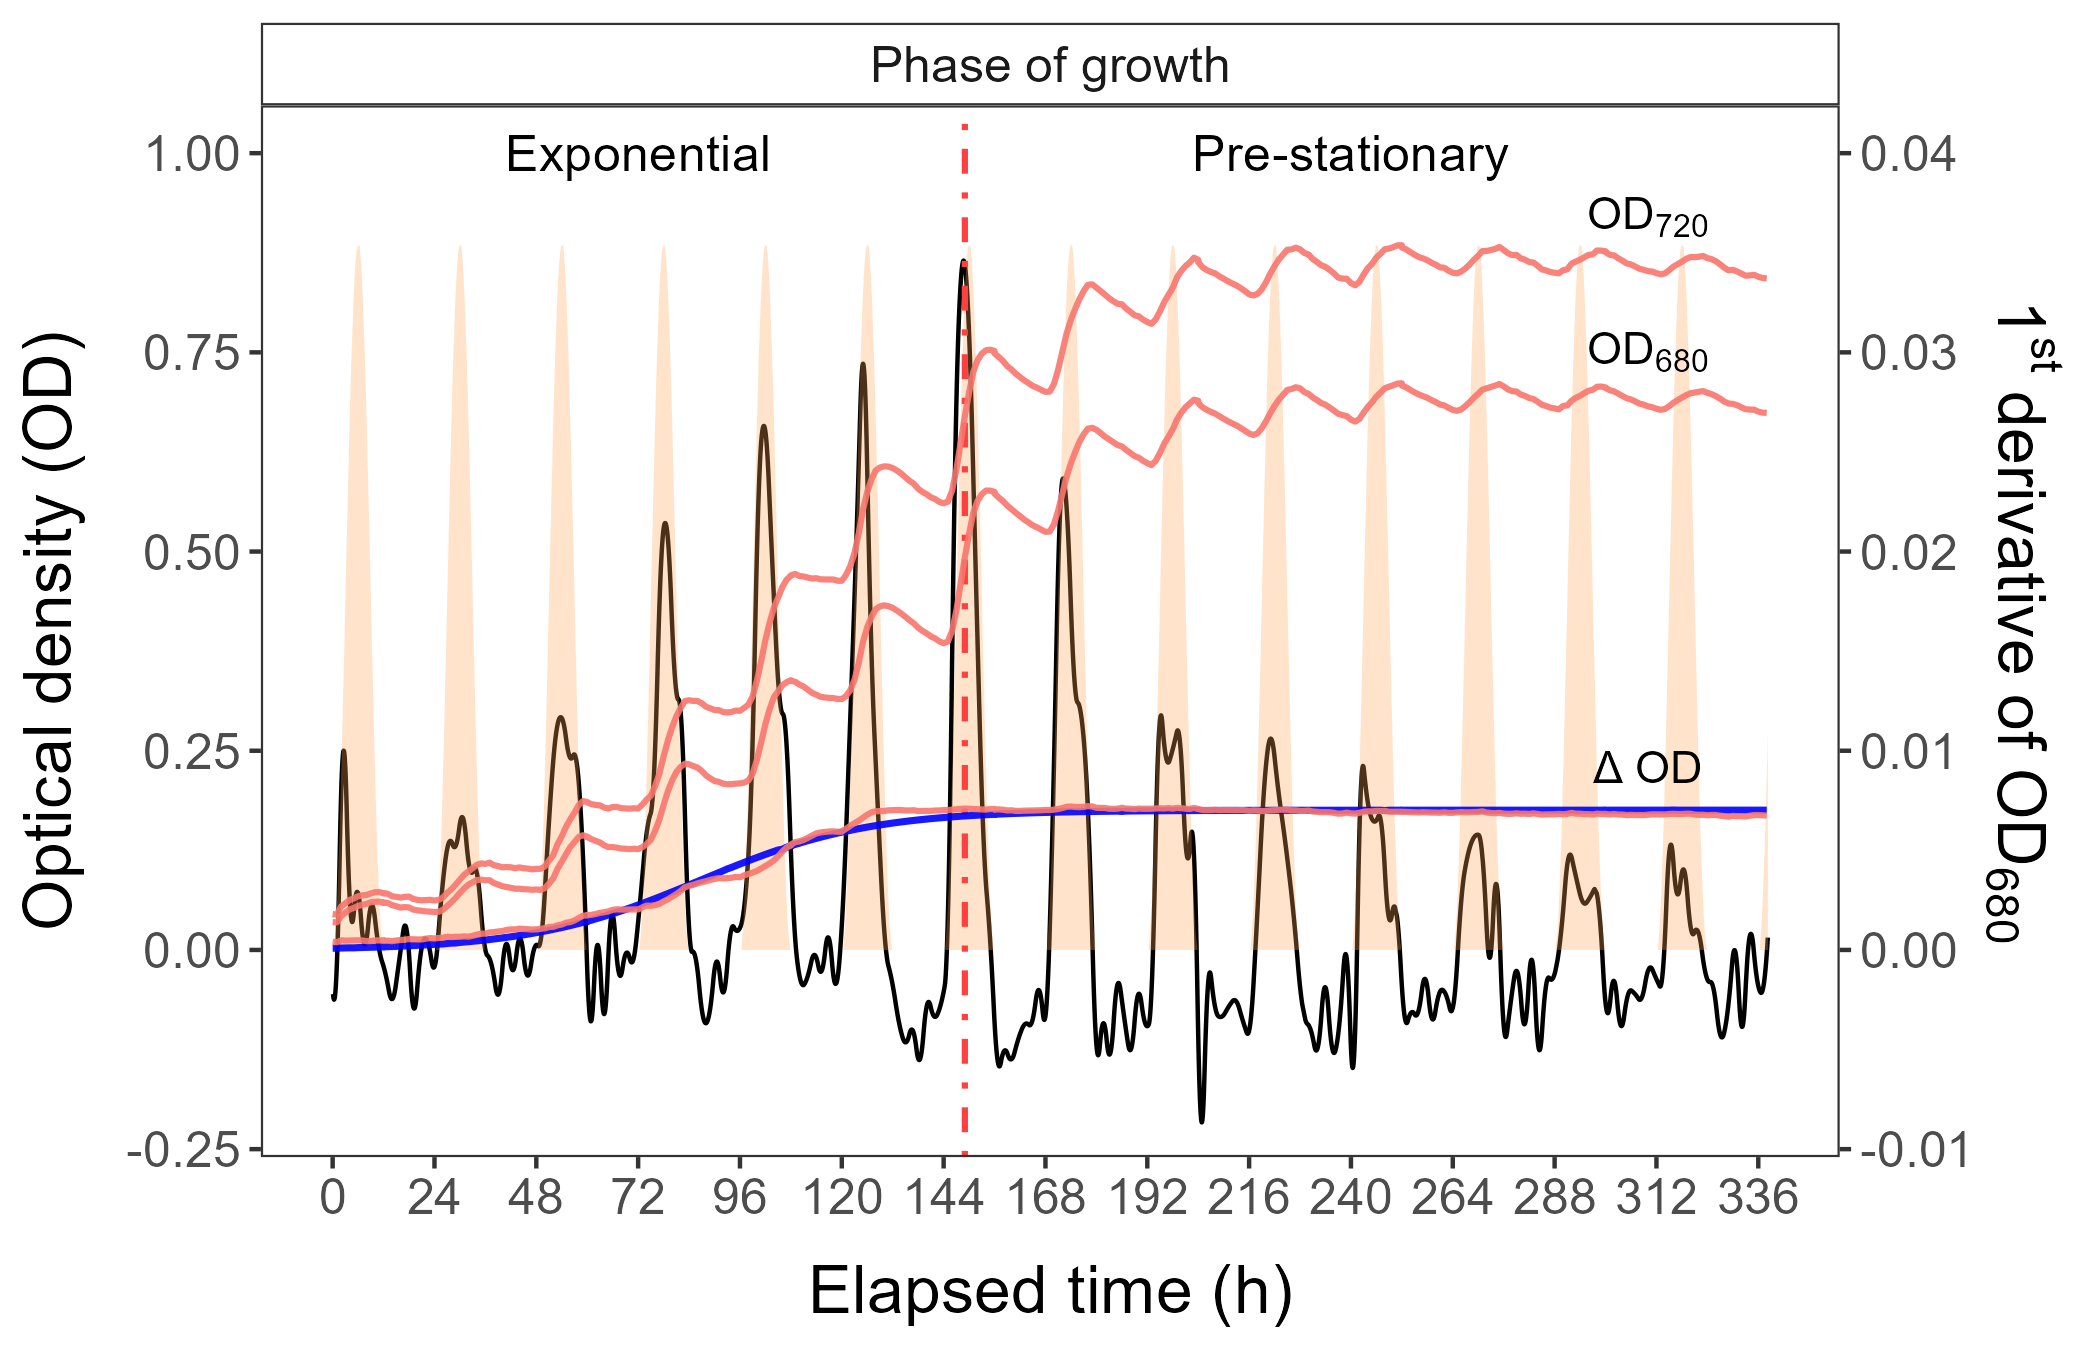 Phase of growth
Exponential
Pre-stationary
OD720
OD680
Δ OD
1.00
0.75
0.50
0.25
0.00
-0.25
0.04
0.03
0.02
0.01
0.00
-0.01
0 24 48 72 96 120 144 168 192 216 240 264 288 312 336
Elapsed time (h)
Optical density (OD)
1st derivative of OD680